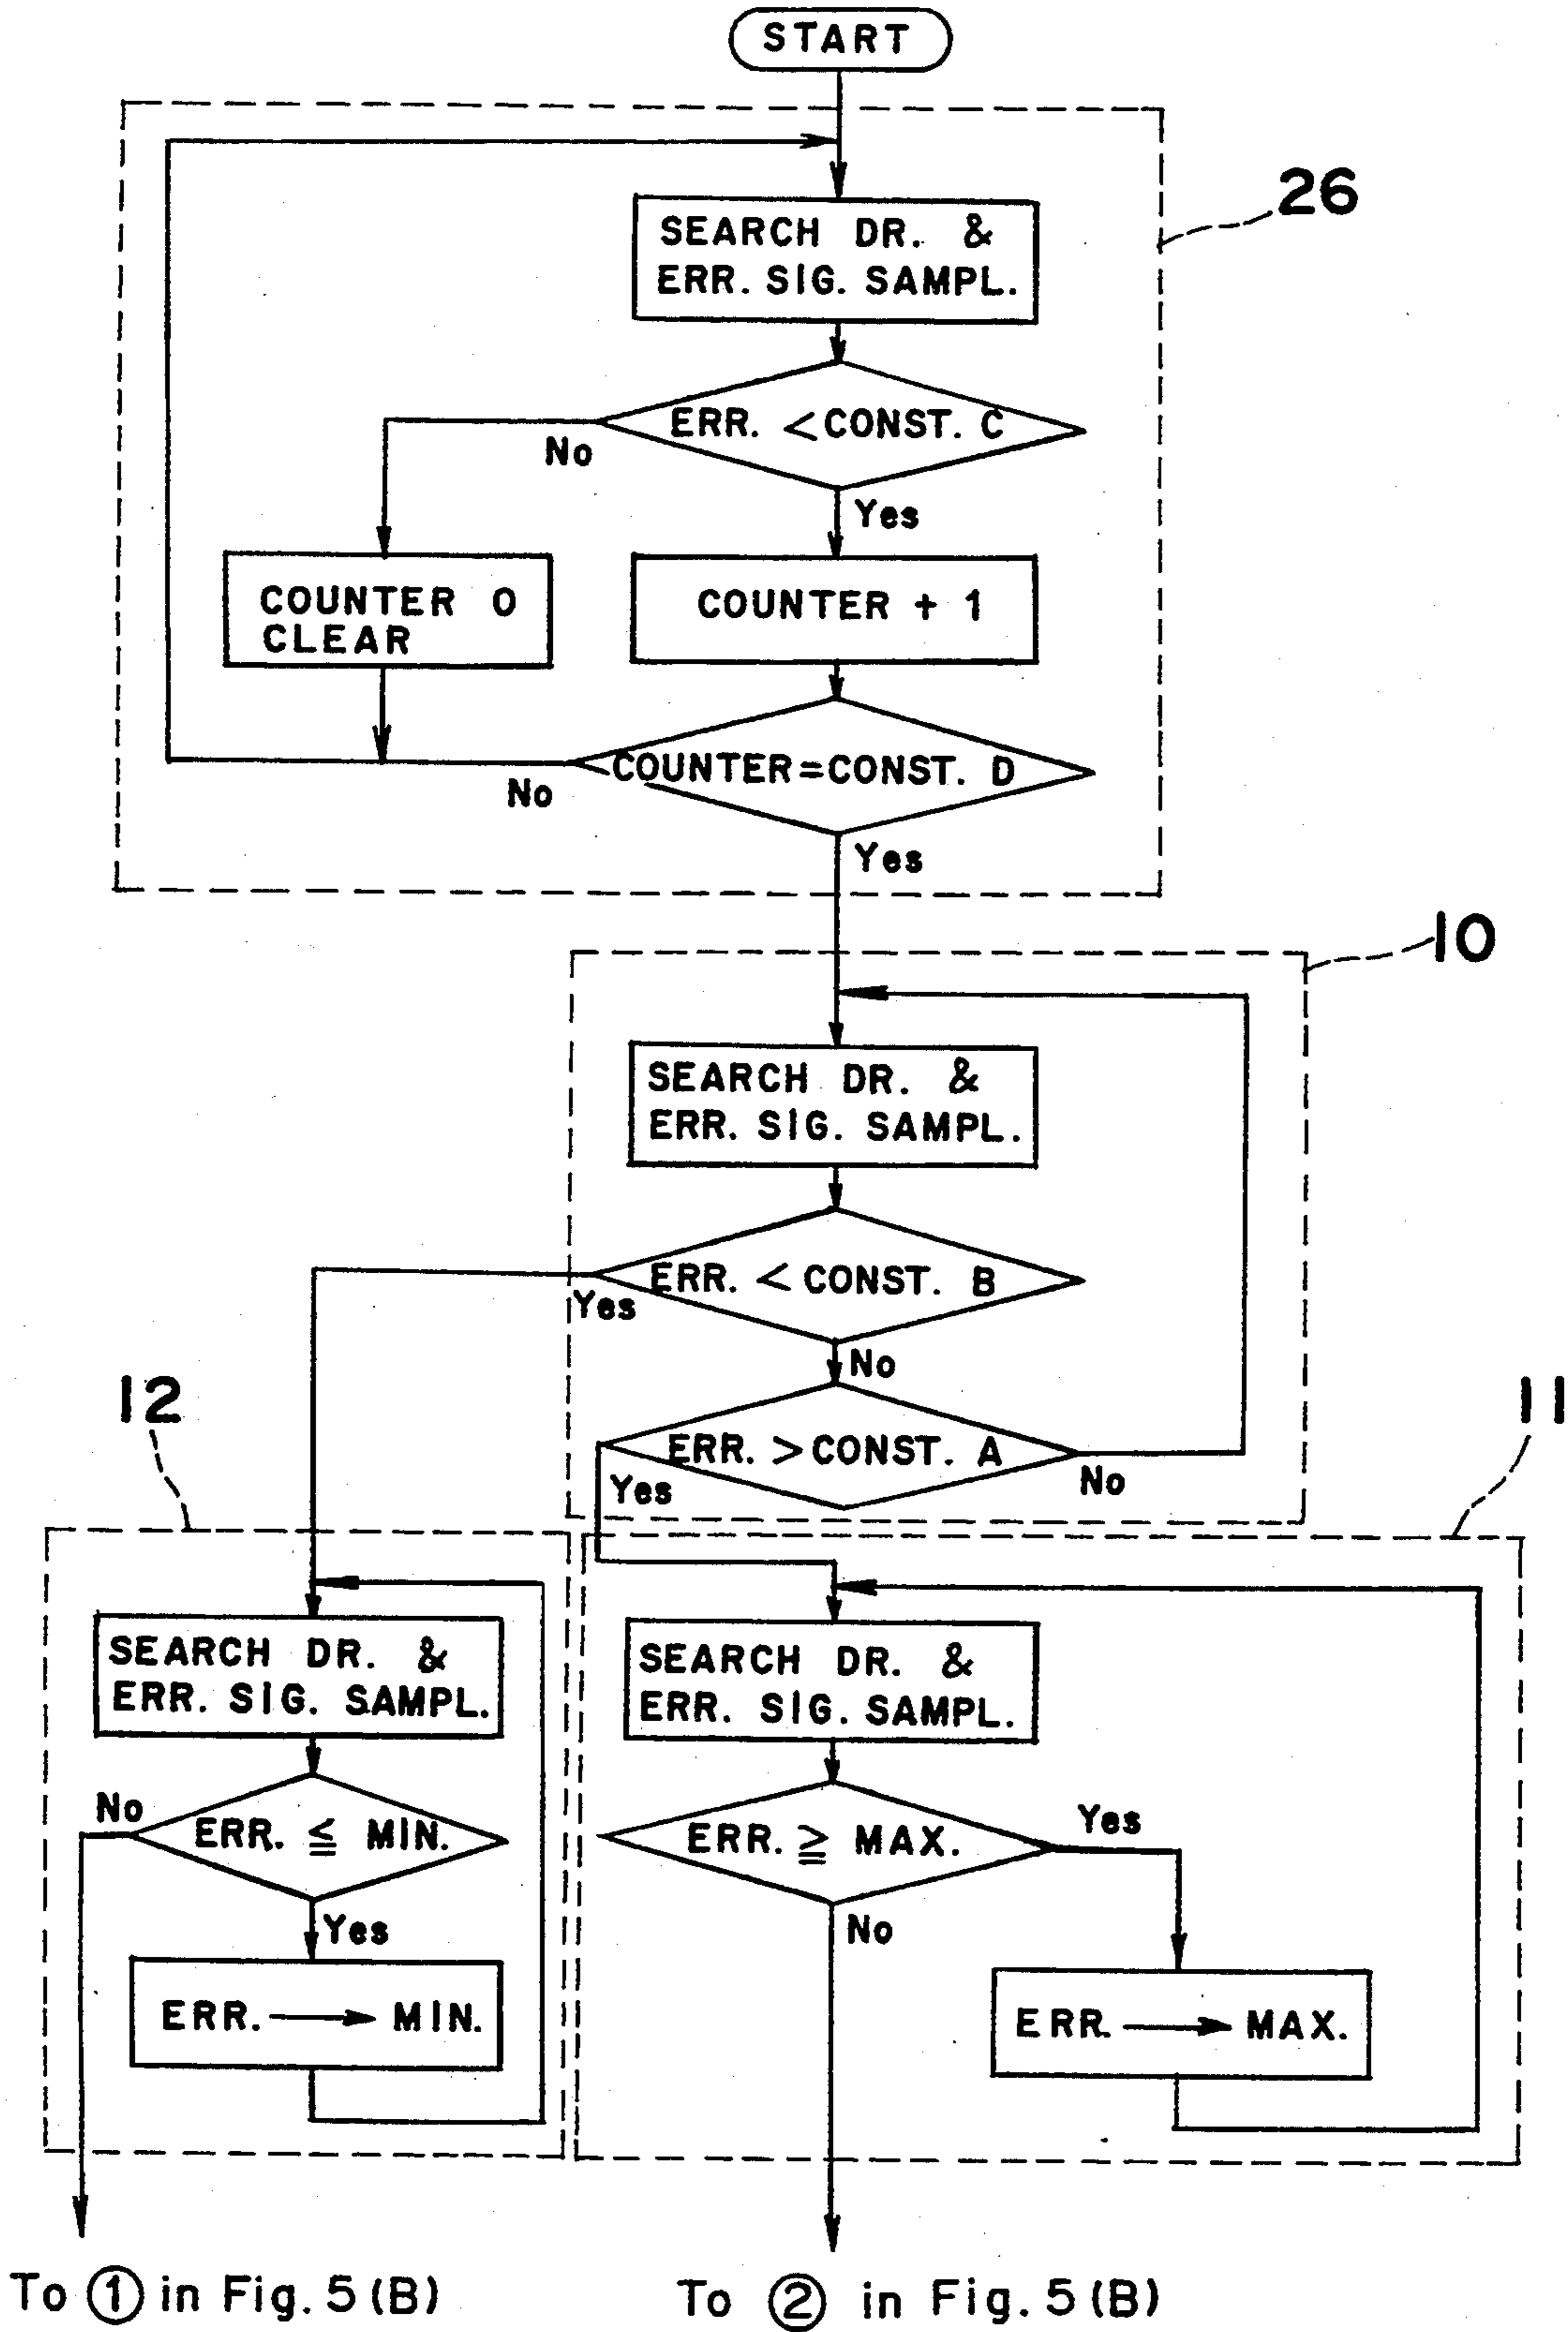 START
26
SEARCH DR. &
ERR. SIG. SAMPL.
ERR. < CONST. C
No
Yes
COUNTER 0
CLEAR
COUNTER + 1
COUNTER = CONST. D
No
Yes
10
SEARCH DR. &
ERR. SIG. SAMPL.
ERR. < CONST. B
Yes
No
12
11
ERR. > CONST. A
Yes
No
SEARCH DR. &
ERR. SIG. SAMPL.
SEARCH DR. &
ERR. SIG. SAMPL.
No
ERR. ≦ MIN.
Yes
ERR. ≧ MAX.
Yes
No
ERR. → MIN.
ERR. → MAX.
To ① in Fig. 5 (B)
To ② in Fig. 5 (B)